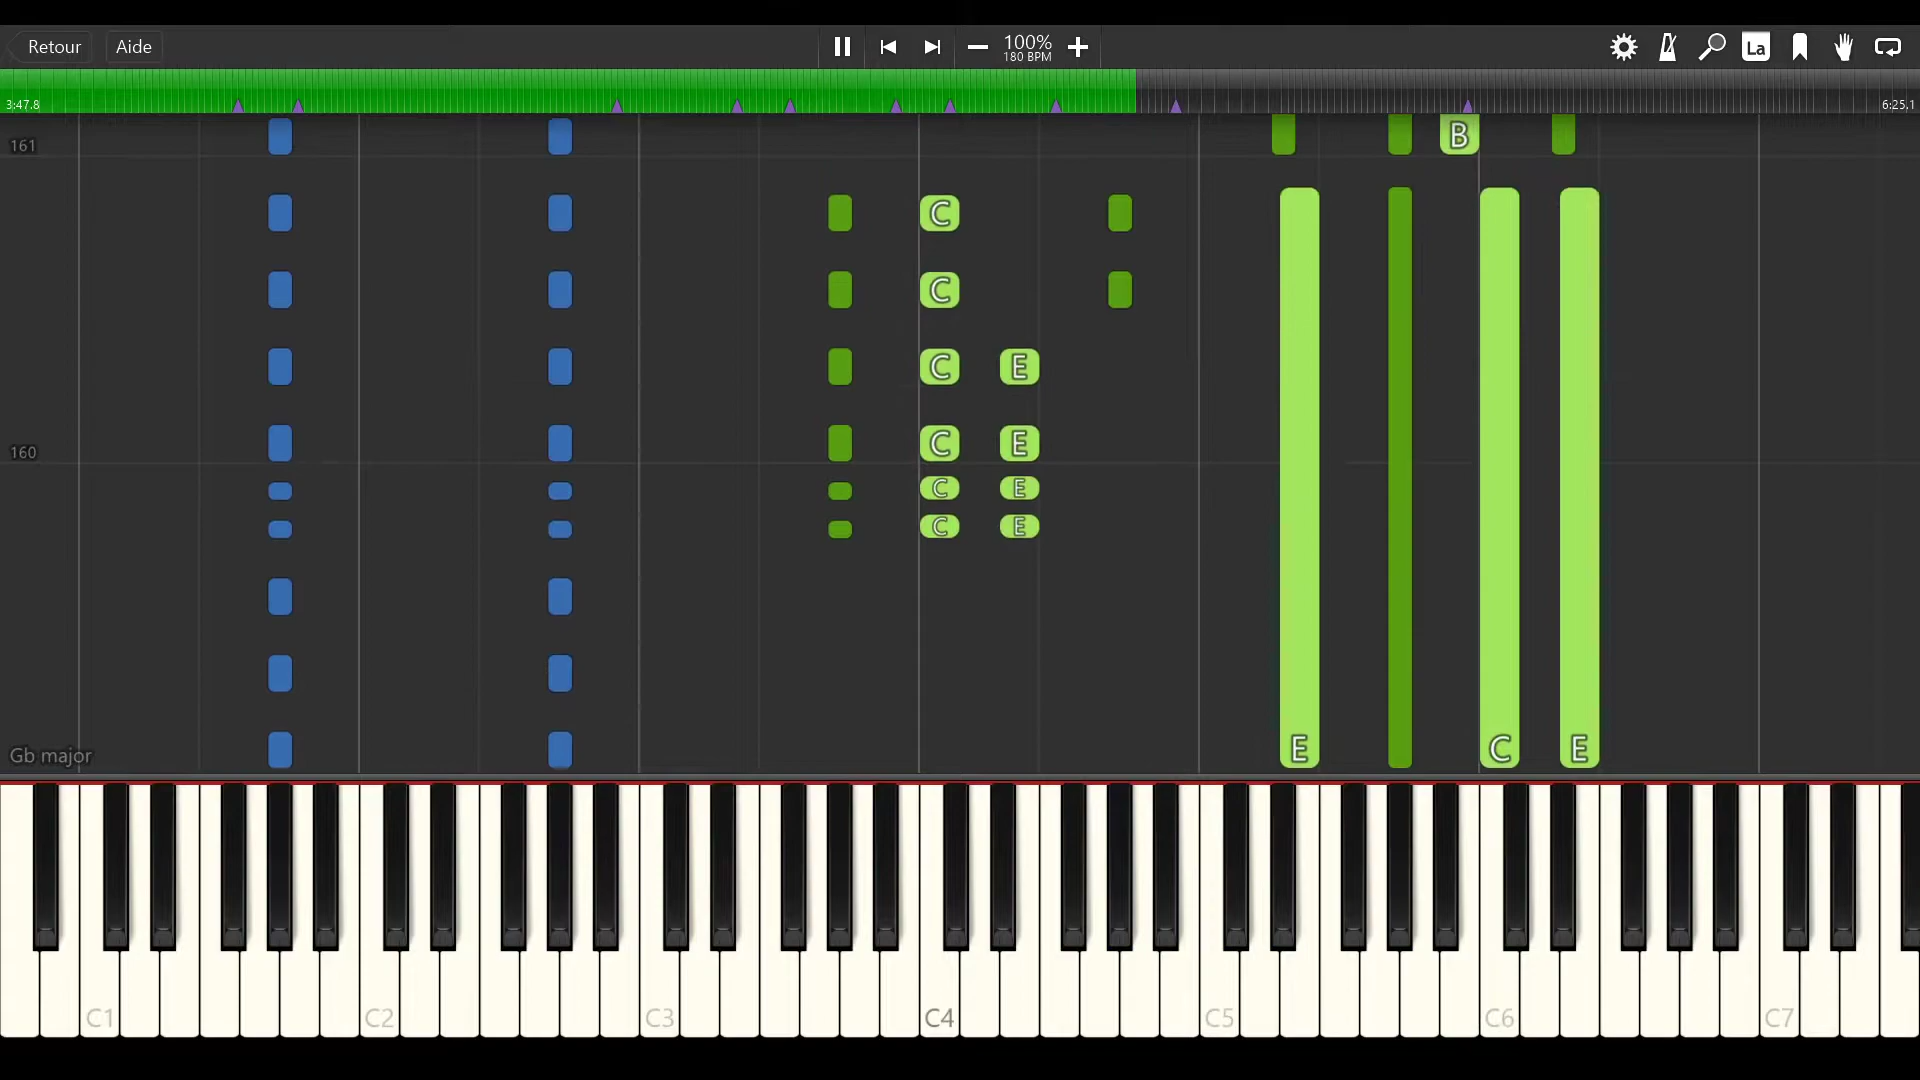 Retour Aide 100% La
180 BPM
3:47.8 6:25.1
161 B
C
C
C E
160 C E
C E
C E
Gb major E C E
C1 C2 C3 C4 C5 C6 C7